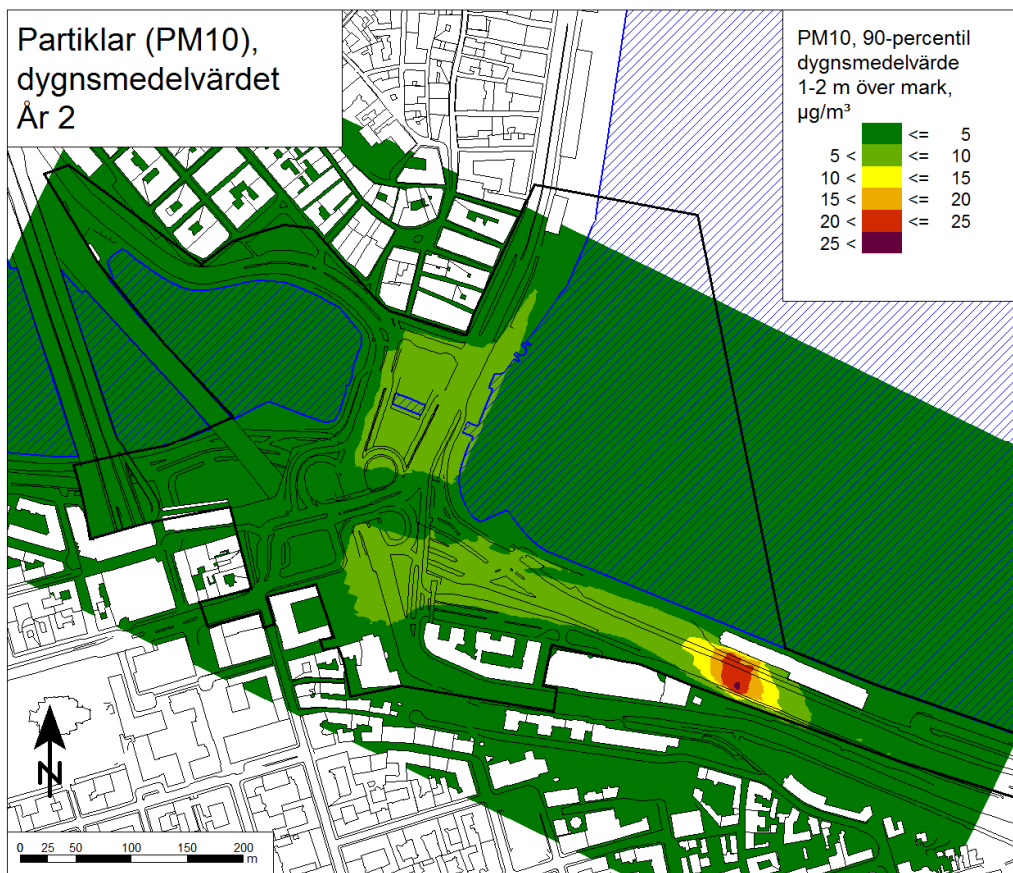 Partiklar (PM10),
dygnsmedelvärdet
År 2
PM10, 90-percentil
dygnsmedelvärde
1-2 m över mark,
µg/m³
<= 5
5 < <= 10
10 < <= 15
15 < <= 20
20 < <= 25
25 <
N
0 25 50 100 150 200
m